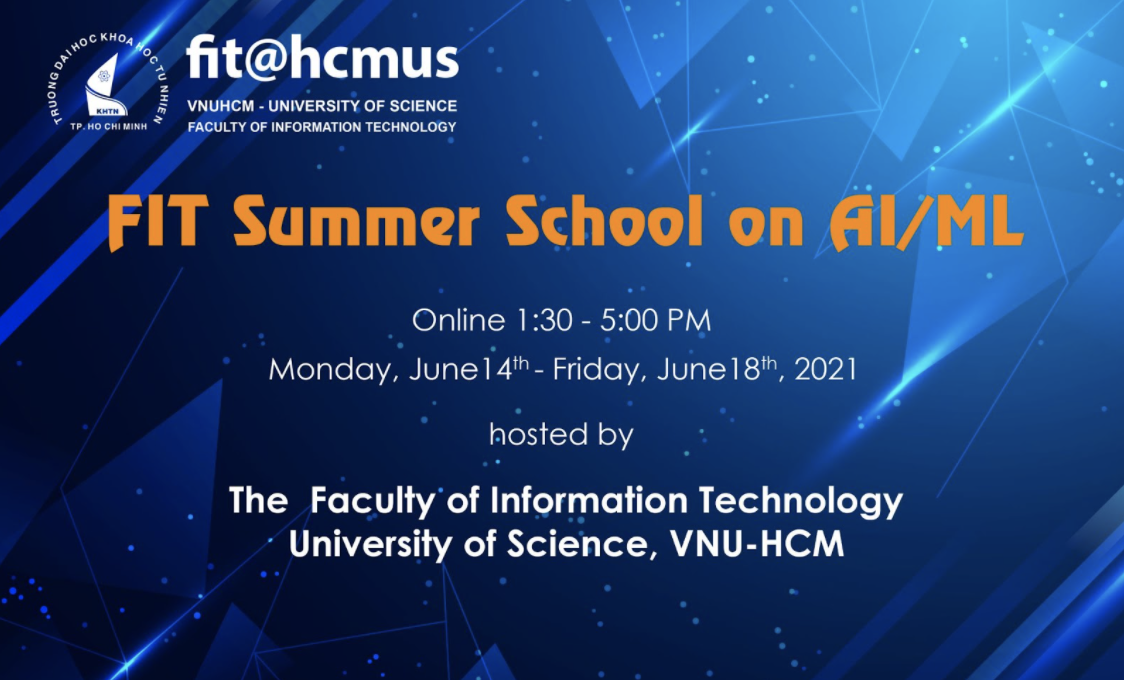 TRUONG DAI HOC KHOA HOC TU NHIEN
KHTN
TP. HO CHI MINH
fit@hcmus
VNUHCM - UNIVERSITY OF SCIENCE
FACULTY OF INFORMATION TECHNOLOGY
FIT Summer School on AI/ML
Online 1:30 - 5:00 PM
Monday, June14th - Friday, June18th, 2021
hosted by
The Faculty of Information Technology
University of Science, VNU-HCM